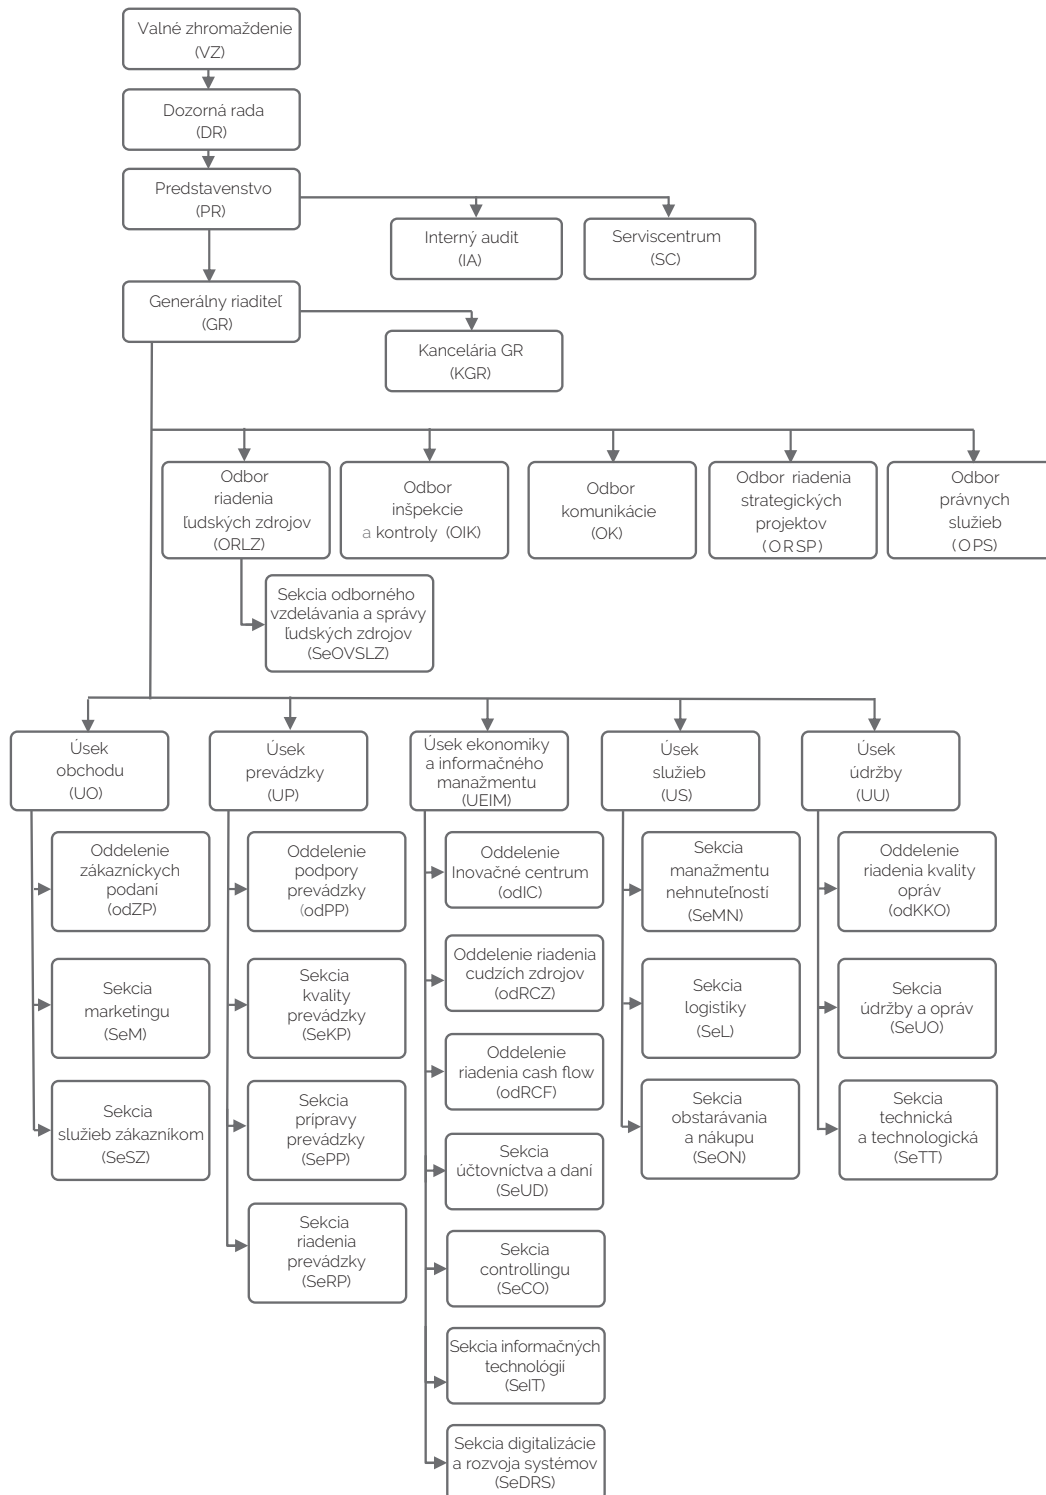 Valné zhromaždenie
(VZ)
Dozorná rada
(DR)
Predstavenstvo
(PR)
Interný audit
(IA)
Serviscentrum
(SC)
Generálny riaditeľ
(GR)
Kancelária GR
(KGR)
Odbor
riadenia
ľudských zdrojov
(ORLZ)
Odbor
inšpekcie
a kontroly (OIK)
Odbor
komunikácie
(OK)
Odbor riadenia
strategických
projektov
(ORSP)
Odbor
právnych
služieb
(OPS)
Sekcia odborného
vzdelávania a správy
ľudských zdrojov
(SeOVSLZ)
Úsek
obchodu
(UO)
Úsek
prevádzky
(UP)
Úsek ekonomiky
a informačného
manažmentu
(UEIM)
Úsek
služieb
(US)
Úsek
údržby
(UU)
Oddelenie
zákazníckych
podaní
(odZP)
Sekcia
marketingu
(SeM)
Sekcia
služieb zákazníkom
(SeSZ)
Oddelenie
podpory
prevádzky
(odPP)
Sekcia
kvality
prevádzky
(SeKP)
Sekcia
prípravy
prevádzky
(SePP)
Sekcia
riadenia
prevádzky
(SeRP)
Oddelenie
Inovačné centrum
(odIC)
Oddelenie riadenia
cudzích zdrojov
(odRCZ)
Oddelenie
riadenia cash flow
(odRCF)
Sekcia
účtovníctva a daní
(SeUD)
Sekcia
controllingu
(SeCO)
Sekcia informačných
technológií
(SeIT)
Sekcia digitalizácie
a rozvoja systémov
(SeDRS)
Sekcia
manažmentu
nehnuteľností
(SeMN)
Sekcia
logistiky
(SeL)
Sekcia
obstarávania
a nákupu
(SeON)
Oddelenie
riadenia kvality
opráv
(odKKO)
Sekcia
údržby a opráv
(SeUO)
Sekcia
technická
a technologická
(SeTT)